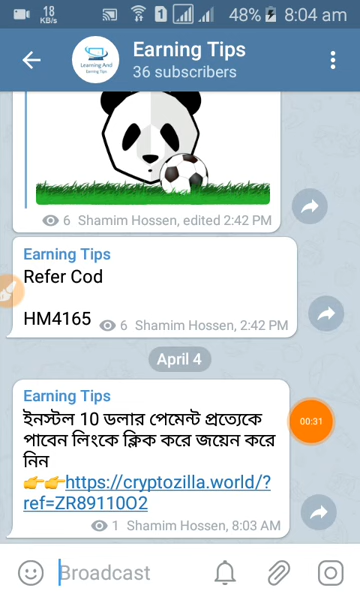 18
KB/s
1
48%
8:04 am
Learning And
Earning Tips
Earning Tips
36 subscribers
6 Shamim Hossen, edited 2:42 PM
Earning Tips
Refer Cod
HM4165
6 Shamim Hossen, 2:42 PM
April 4
Earning Tips
ইনস্টল 10 ডলার পেমেন্ট প্রত্যেকে
পাবেন লিংকে ক্লিক করে জয়েন করে
নিন
👉👉https://cryptozilla.world/?
ref=ZR89110O2
1 Shamim Hossen, 8:03 AM
00:31
Broadcast